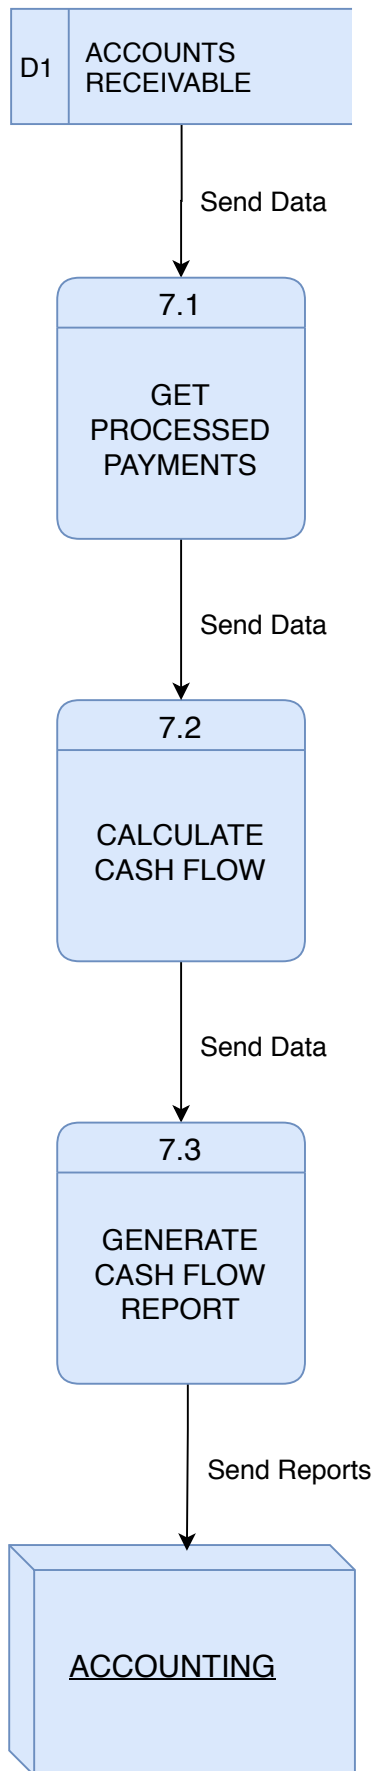 D1
ACCOUNTS
RECEIVABLE
Send Data
7.1
GET
PROCESSED
PAYMENTS
Send Data
7.2
CALCULATE
CASH FLOW
Send Data
7.3
GENERATE
CASH FLOW
REPORT
Send Reports
ACCOUNTING